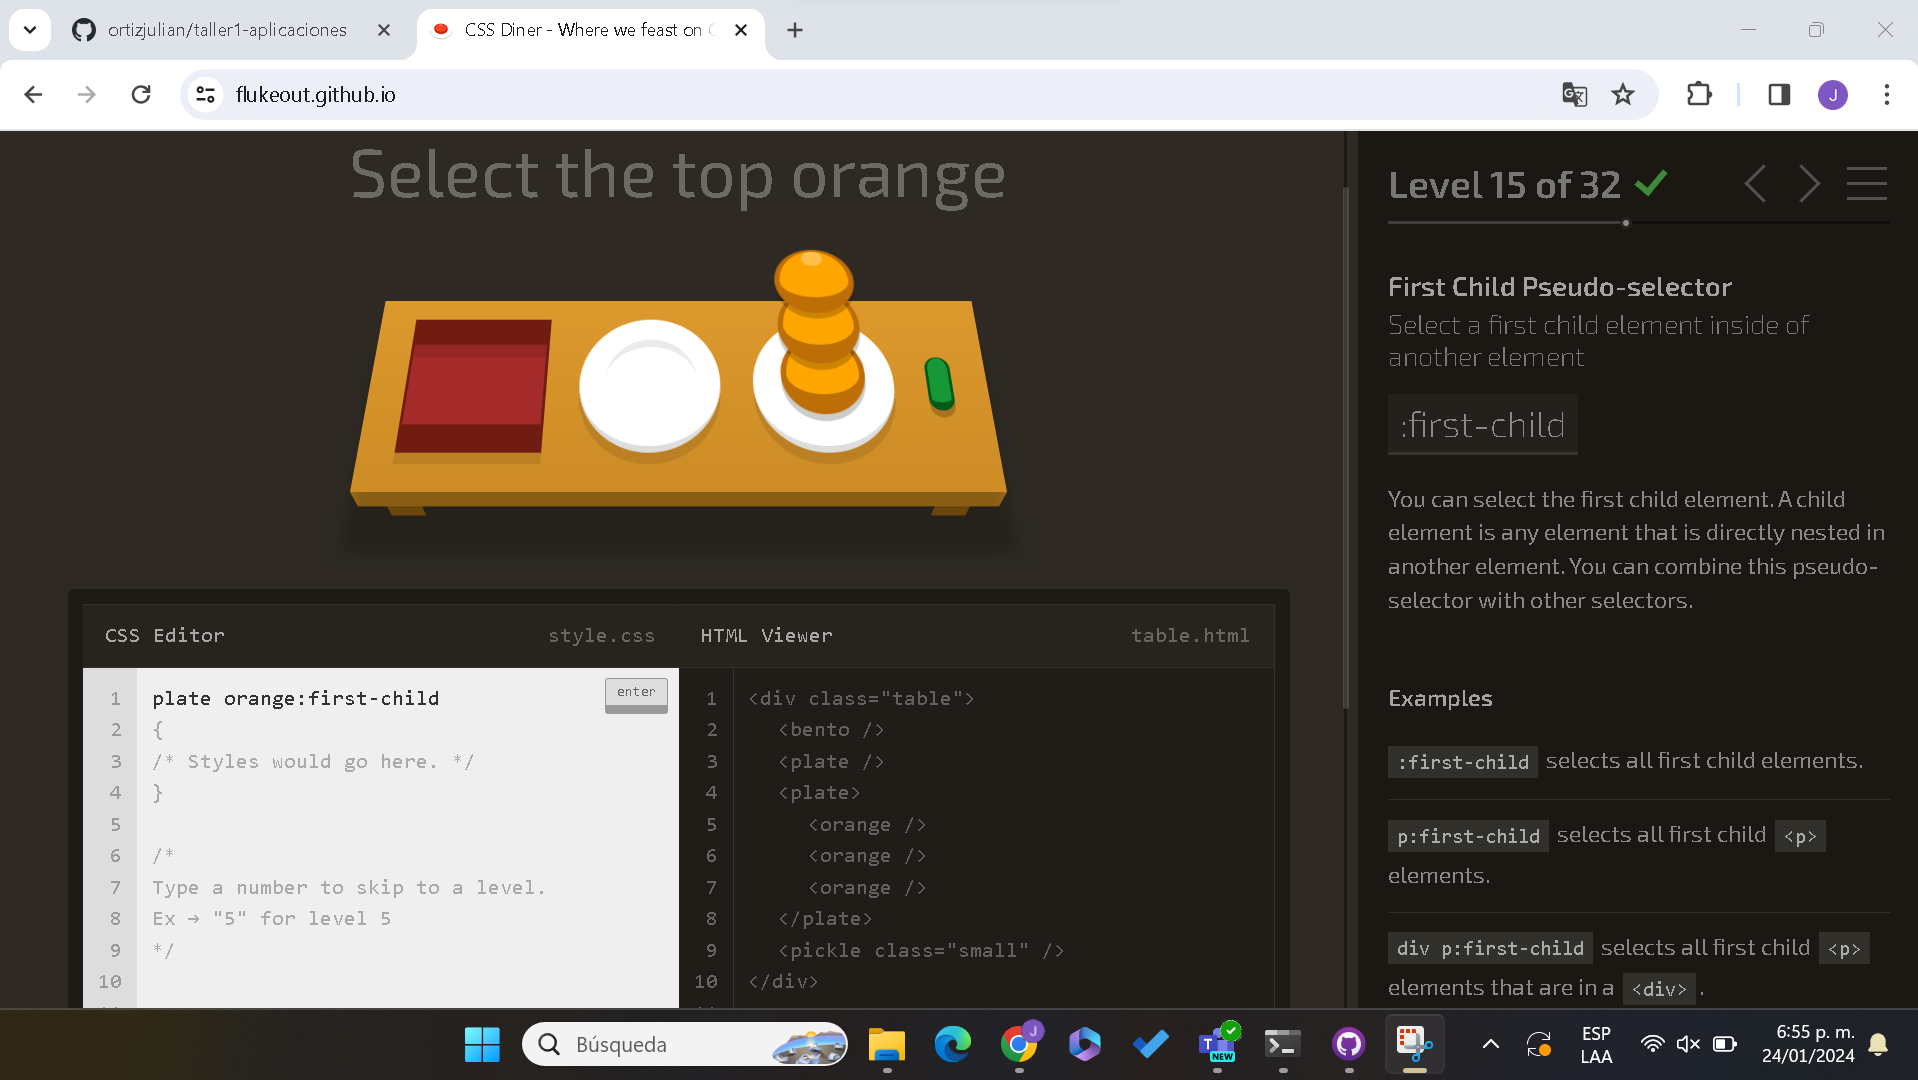 ortizjulian/taller1-aplicaciones
CSS Diner - Where we feast on
flukeout.github.io
J
Select the top orange
CSS Editor
style.css
HTML Viewer
table.html
1 plate orange:first-child
enter
2 {
3 /* Styles would go here. */
4 }
5
6 /*
7 Type a number to skip to a level.
8 Ex → "5" for level 5
9 */
10
1 <div class="table">
2 <bento />
3 <plate />
4 <plate>
5 <orange />
6 <orange />
7 <orange />
8 </plate>
9 <pickle class="small" />
10 </div>
Level 15 of 32
First Child Pseudo-selector
Select a first child element inside of
another element
:first-child
You can select the first child element. A child
element is any element that is directly nested in
another element. You can combine this pseudo-
selector with other selectors.
Examples
:first-child selects all first child elements.
p:first-child selects all first child <p>
elements.
div p:first-child selects all first child <p>
elements that are in a <div> .
Búsqueda
J
T
NEW
ESP
LAA
6:55 p. m.
24/01/2024